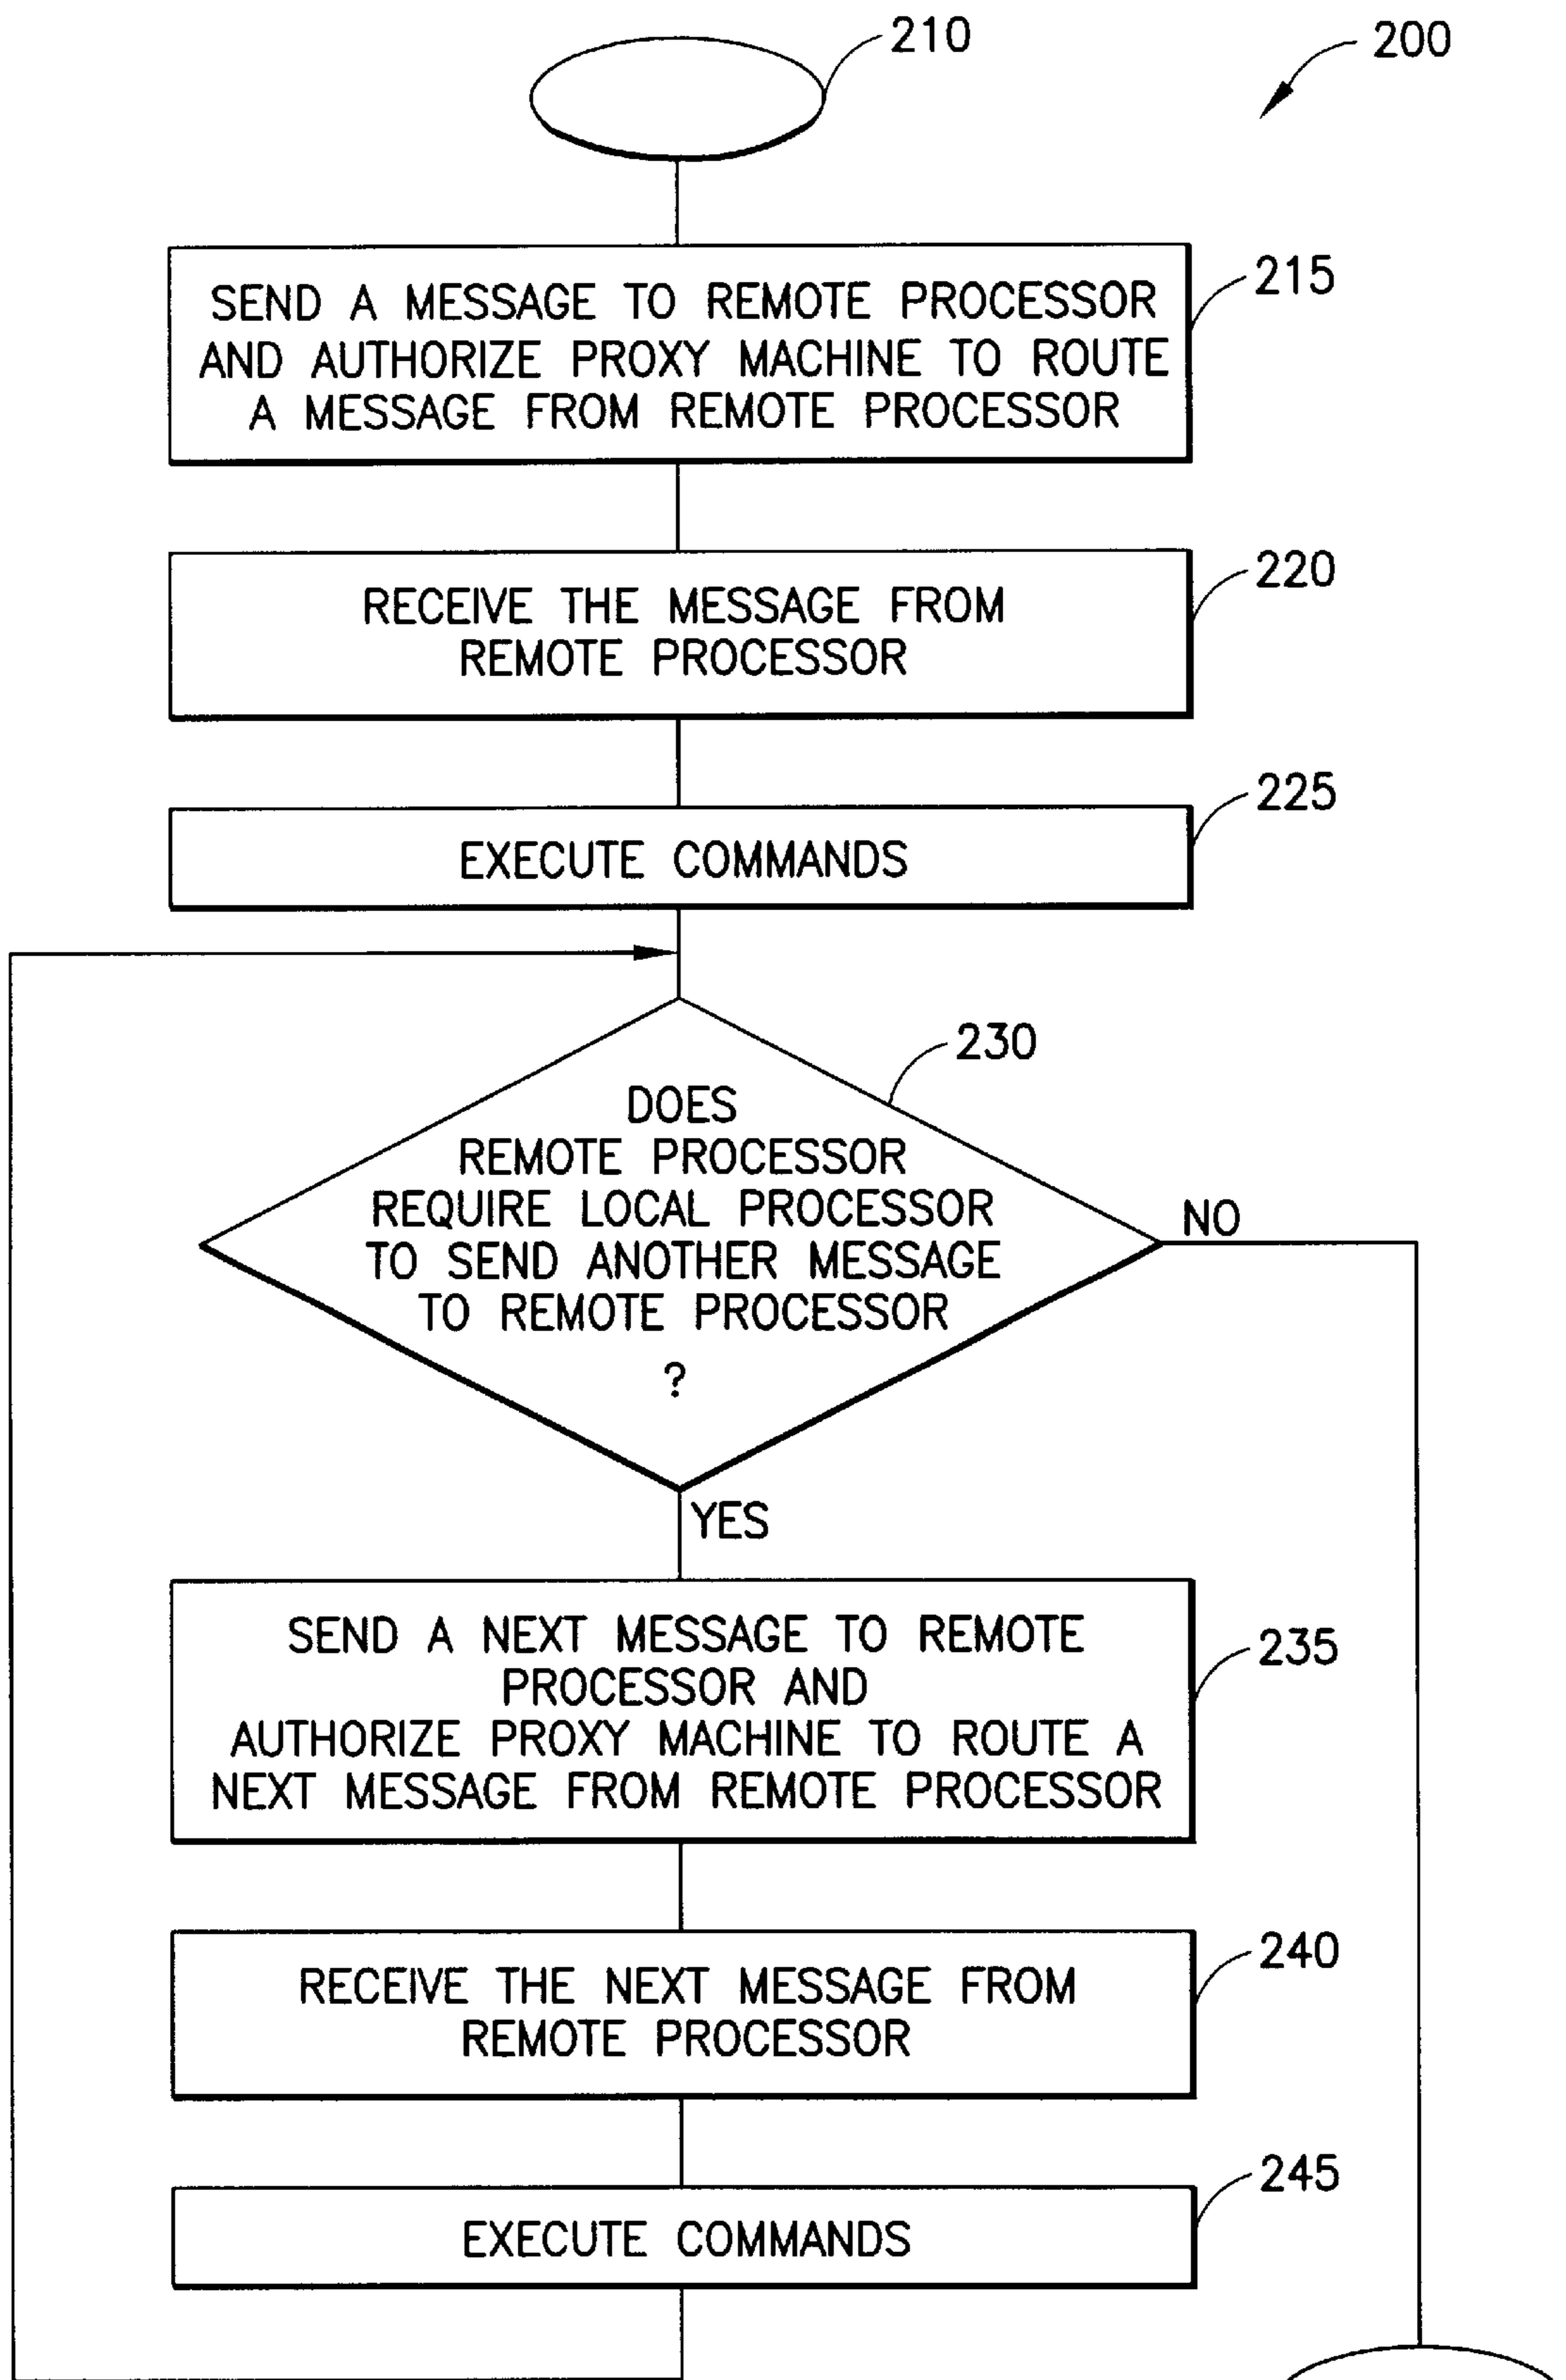 210
200
SEND A MESSAGE TO REMOTE PROCESSOR
AND AUTHORIZE PROXY MACHINE TO ROUTE
A MESSAGE FROM REMOTE PROCESSOR
215
RECEIVE THE MESSAGE FROM
REMOTE PROCESSOR
220
EXECUTE COMMANDS
225
DOES
REMOTE PROCESSOR
REQUIRE LOCAL PROCESSOR
TO SEND ANOTHER MESSAGE
TO REMOTE PROCESSOR
?
230
NO
YES
SEND A NEXT MESSAGE TO REMOTE
PROCESSOR AND
AUTHORIZE PROXY MACHINE TO ROUTE A
NEXT MESSAGE FROM REMOTE PROCESSOR
235
RECEIVE THE NEXT MESSAGE FROM
REMOTE PROCESSOR
240
EXECUTE COMMANDS
245